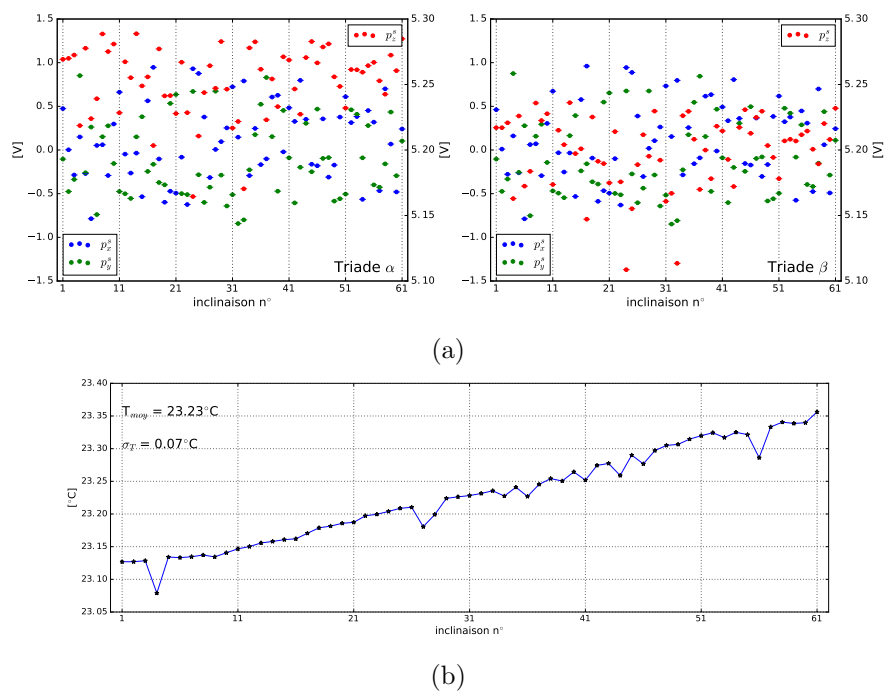 1.5
1.0
0.5
0.0
−0.5
−1.0
−1.5
[V]
5.30
5.25
5.20
5.15
5.10
[V]
p_z^s
p_x^s
p_y^s
Triade α
1 11 21 31 41 51 61
inclinaison n°
1.5
1.0
0.5
0.0
−0.5
−1.0
−1.5
[V]
5.30
5.25
5.20
5.15
5.10
[V]
p_z^s
p_x^s
p_y^s
Triade β
1 11 21 31 41 51 61
inclinaison n°
(a)
23.40
23.35
23.30
23.25
23.20
23.15
23.10
23.05
[°C]
T_moy = 23.23°C
σ_T = 0.07°C
1 11 21 31 41 51 61
inclinaison n°
(b)